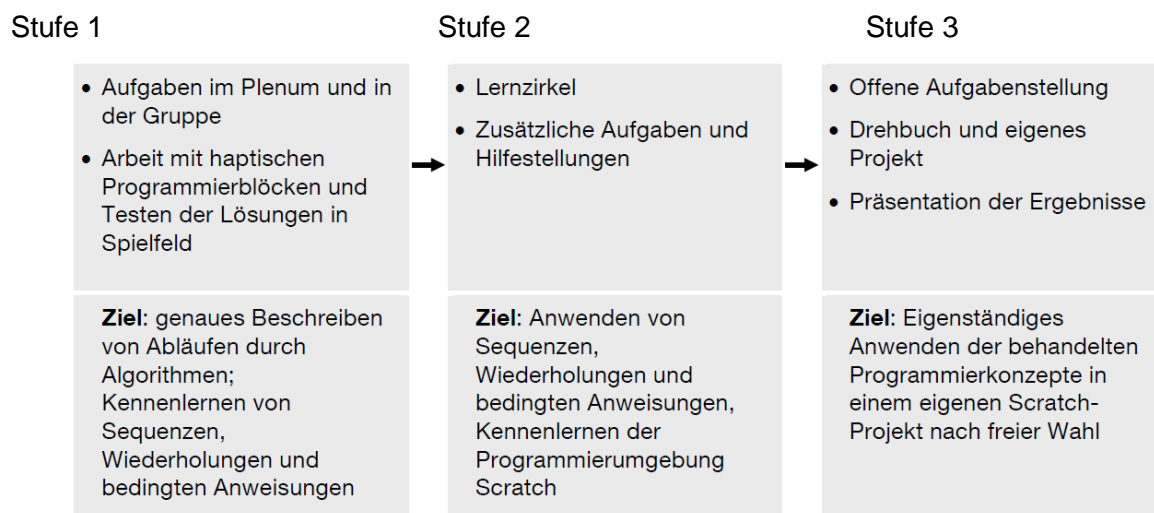 Stufe 1
Stufe 2
Stufe 3
• Aufgaben im Plenum und in
der Gruppe
• Arbeit mit haptischen
Programmierblöcken und
Testen der Lösungen in
Spielfeld
• Lernzirkel
• Zusätzliche Aufgaben und
Hilfestellungen
• Offene Aufgabenstellung
• Drehbuch und eigenes
Projekt
• Präsentation der Ergebnisse
Ziel: genaues Beschreiben
von Abläufen durch
Algorithmen;
Kennenlernen von
Sequenzen,
Wiederholungen und
bedingten Anweisungen
Ziel: Anwenden von
Sequenzen,
Wiederholungen und
bedingten Anweisungen,
Kennenlernen der
Programmierumgebung
Scratch
Ziel: Eigenständiges
Anwenden der behandelten
Programmierkonzepte in
einem eigenen Scratch-
Projekt nach freier Wahl